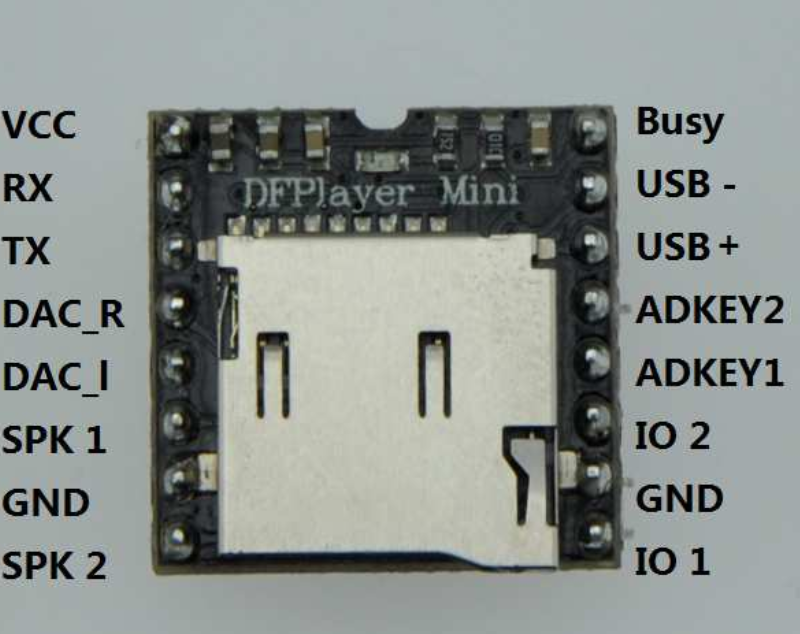 VCC
RX
TX
DAC_R
DAC_l
SPK 1
GND
SPK 2
DFPlayer Mini
Busy
USB -
USB +
ADKEY2
ADKEY1
IO 2
GND
IO 1